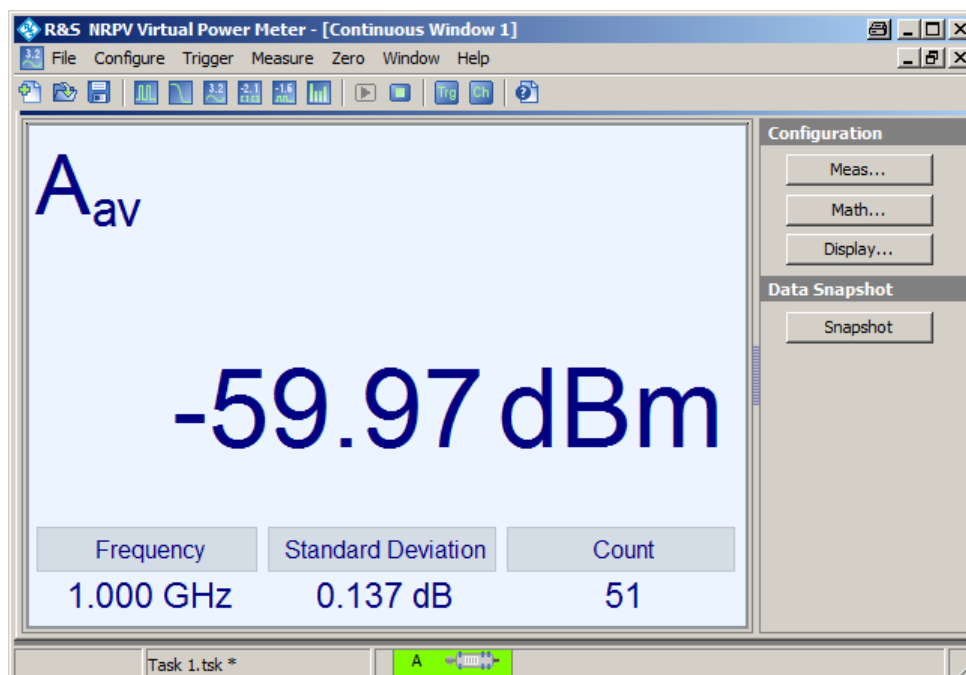 R&S NRPV Virtual Power Meter - [Continuous Window 1]
File Configure Trigger Measure Zero Window Help
3.2 -2.1 -1.6 Trg Ch
Configuration
Meas...
Math...
Display...
Data Snapshot
Snapshot
Aav
-59.97 dBm
Frequency Standard Deviation Count
1.000 GHz 0.137 dB 51
Task 1.tsk * A